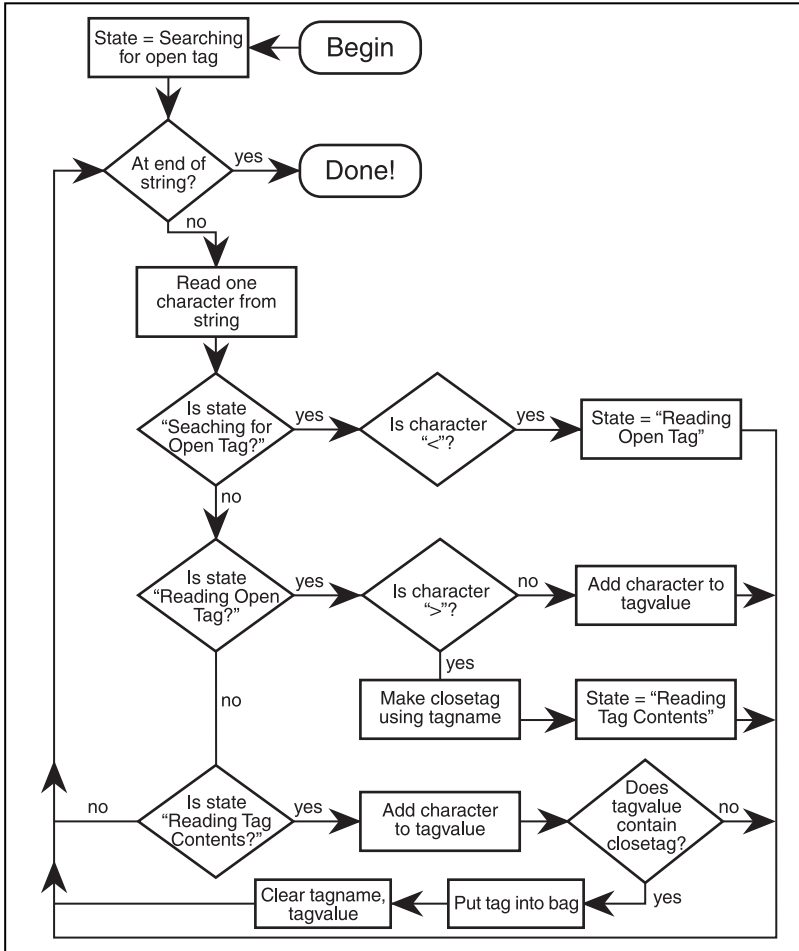 State = Searching
for open tag
Begin
At end of
string?
yes
Done!
no
Read one
character from
string
Is state
“Seaching for
Open Tag?”
yes
Is character
“<”?
yes
State = “Reading
Open Tag”
no
Is state
“Reading Open
Tag?”
yes
Is character
“>”?
no
Add character to
tagvalue
yes
Make closetag
using tagname
State = “Reading
Tag Contents”
no
Is state
“Reading Tag
Contents?”
no
yes
Add character
to tagvalue
Does
tagvalue
contain
closetag?
no
yes
Put tag into bag
Clear tagname,
tagvalue